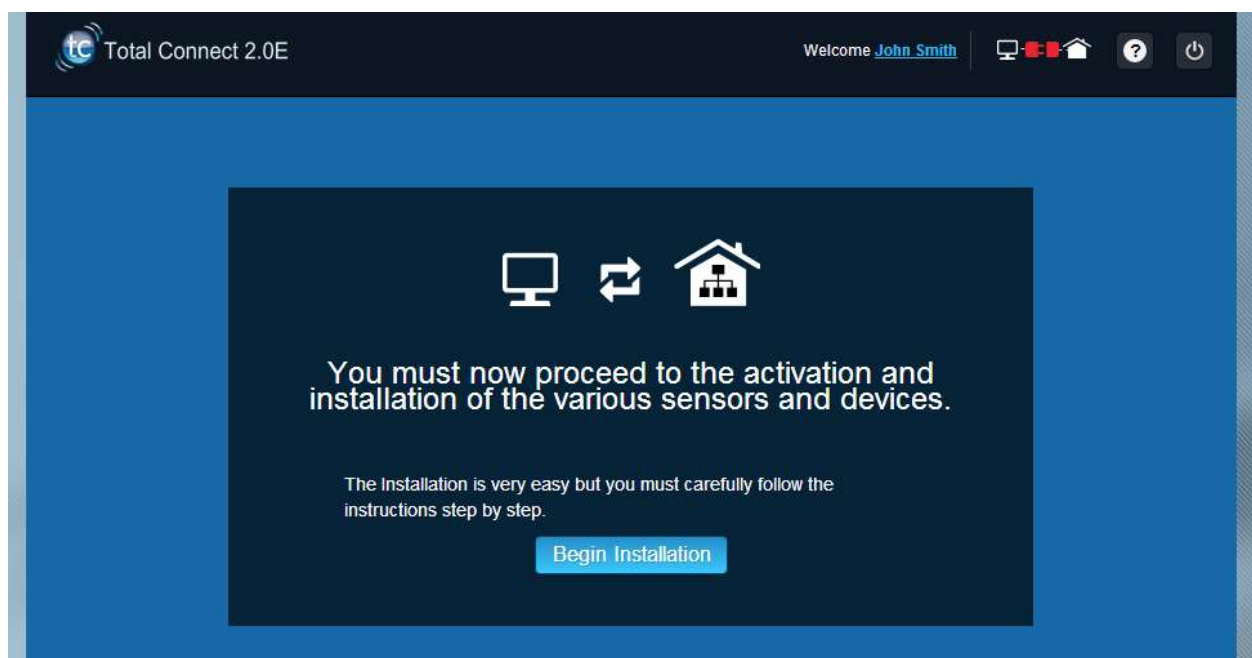 tc Total Connect 2.0E
Welcome John Smith
?
You must now proceed to the activation and
installation of the various sensors and devices.
The Installation is very easy but you must carefully follow the
instructions step by step.
Begin Installation